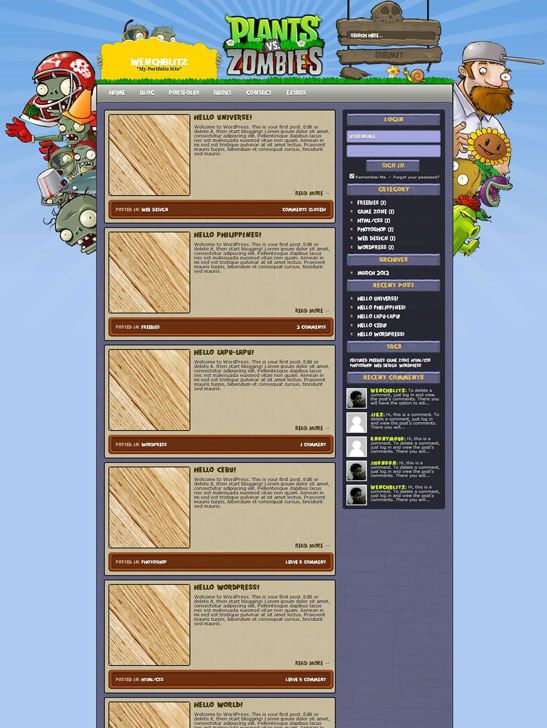 PLANTS
VS.
ZOMBIES
WENCHBLITZ
"My Portfolio Site"
SEARCH HERE...
SUBMIT
HOME BLOG PORTFOLIO ABOUT CONTACT EXTRAS
HELLO UNIVERSE!
Welcome to WordPress. This is your first post. Edit or
delete it, then start blogging! Lorem ipsum dolor sit amet,
consectetur adipiscing elit. Pellentesque dapibus lacus
nec est malesuada euismod vitae non quam. Aenean in
mi sed est tristique pulvinar at sit amet lectus. Praesent
mauris turpis, bibendum et consequat cursus, tincidunt
sed mauris.
READ MORE →
POSTED IN: WEB DESIGN COMMENTS CLOSED
HELLO PHILIPPINES!
Welcome to WordPress. This is your first post. Edit or
delete it, then start blogging! Lorem ipsum dolor sit amet,
consectetur adipiscing elit. Pellentesque dapibus lacus
nec est malesuada euismod vitae non quam. Aenean in
mi sed est tristique pulvinar at sit amet lectus. Praesent
mauris turpis, bibendum et consequat cursus, tincidunt
sed mauris.
READ MORE →
POSTED IN: FREEBIES 2 COMMENTS
HELLO LAPU-LAPU!
Welcome to WordPress. This is your first post. Edit or
delete it, then start blogging! Lorem ipsum dolor sit amet,
consectetur adipiscing elit. Pellentesque dapibus lacus
nec est malesuada euismod vitae non quam. Aenean in
mi sed est tristique pulvinar at sit amet lectus. Praesent
mauris turpis, bibendum et consequat cursus, tincidunt
sed mauris.
READ MORE →
POSTED IN: WORDPRESS 1 COMMENT
HELLO CEBU!
Welcome to WordPress. This is your first post. Edit or
delete it, then start blogging! Lorem ipsum dolor sit amet,
consectetur adipiscing elit. Pellentesque dapibus lacus
nec est malesuada euismod vitae non quam. Aenean in
mi sed est tristique pulvinar at sit amet lectus. Praesent
mauris turpis, bibendum et consequat cursus, tincidunt
sed mauris.
READ MORE →
POSTED IN: PHOTOSHOP LEAVE A COMMENT
HELLO WORDPRESS!
Welcome to WordPress. This is your first post. Edit or
delete it, then start blogging! Lorem ipsum dolor sit amet,
consectetur adipiscing elit. Pellentesque dapibus lacus
nec est malesuada euismod vitae non quam. Aenean in
mi sed est tristique pulvinar at sit amet lectus. Praesent
mauris turpis, bibendum et consequat cursus, tincidunt
sed mauris.
READ MORE →
POSTED IN: HTML/CSS LEAVE A COMMENT
HELLO WORLD!
Welcome to WordPress. This is your first post. Edit or
delete it, then start blogging! Lorem ipsum dolor sit amet,
consectetur adipiscing elit. Pellentesque dapibus lacus
LOGIN
USERNAME
SIGN IN
Remember Me / Forgot your password?
CATEGORY
FREEBIES (1)
GAME ZONE (1)
HTML/CSS (1)
PHOTOSHOP (1)
WEB DESIGN (1)
WORDPRESS (1)
ARCHIVES
MARCH 2012
RECENT POST
HELLO UNIVERSE!
HELLO PHILIPPINES!
HELLO LAPU-LAPU!
HELLO CEBU!
HELLO WORDPRESS!
TAGS
FEATURED FREEBIES GAME ZONE HTML/CSS
PHOTOSHOP WEB DESIGN WORDPRESS
RECENT COMMENTS
WENCHBLITZ: To delete a
comment, just log in and view
the post's comments. There you
will have the option to edi...
JIGZ: Hi, this is a comment. To
delete a comment, just log
in and view the post's
comments. There you will...
ANONYMOUS: Hi, this is a
comment. To delete a comment,
just log in and view the post's
comments. There you will...
JHONSON: Hi, this is a
comment. To delete a comment,
just log in and view the post's
comments. There you will...
WENCHBLITZ: Hi, this is a
comment. To delete a comment,
just log in and view the post's
comments. There you will...